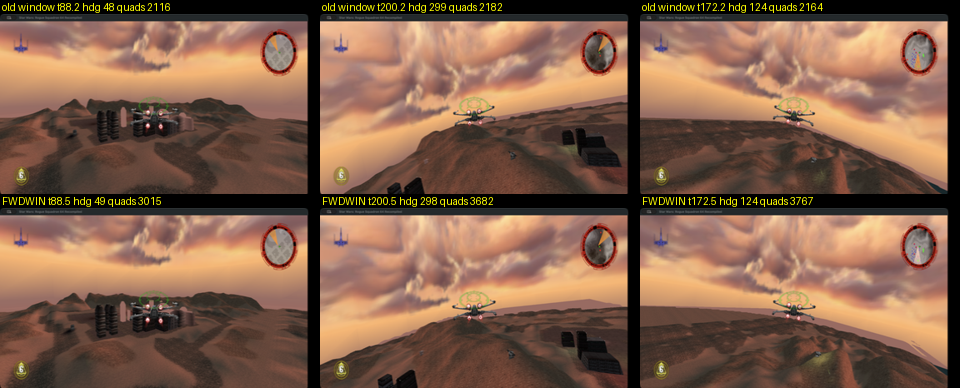 old window t88.2 hdg 48 quads 2116
old window t200.2 hdg 299 quads 2182
old window t172.2 hdg 124 quads 2164
FWDWIN t88.5 hdg 49 quads 3015
FWDWIN t200.5 hdg 298 quads 3682
FWDWIN t172.5 hdg 124 quads 3767